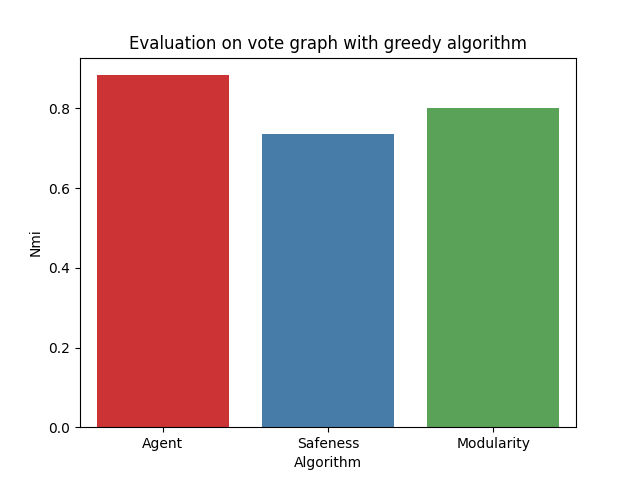 Evaluation on vote graph with greedy algorithm
Nmi
0.8
0.6
0.4
0.2
0.0
Agent Safeness Modularity
Algorithm